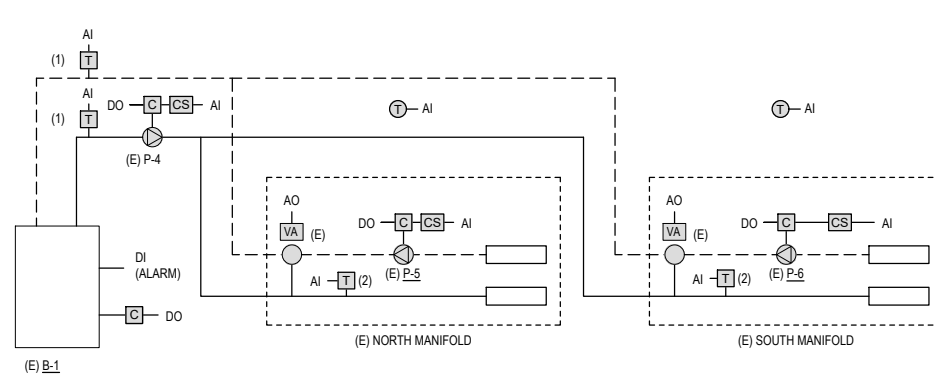 AI
(1) T
AI
(1) T
DO C CS AI
(E) P-4
T AI
T AI
AO
VA (E)
DO C CS AI
(E) P-5
AI T (2)
(E) NORTH MANIFOLD
AO
VA (E)
DO C CS AI
(E) P-6
AI T (2)
(E) SOUTH MANIFOLD
DI
(ALARM)
C DO
(E) B-1